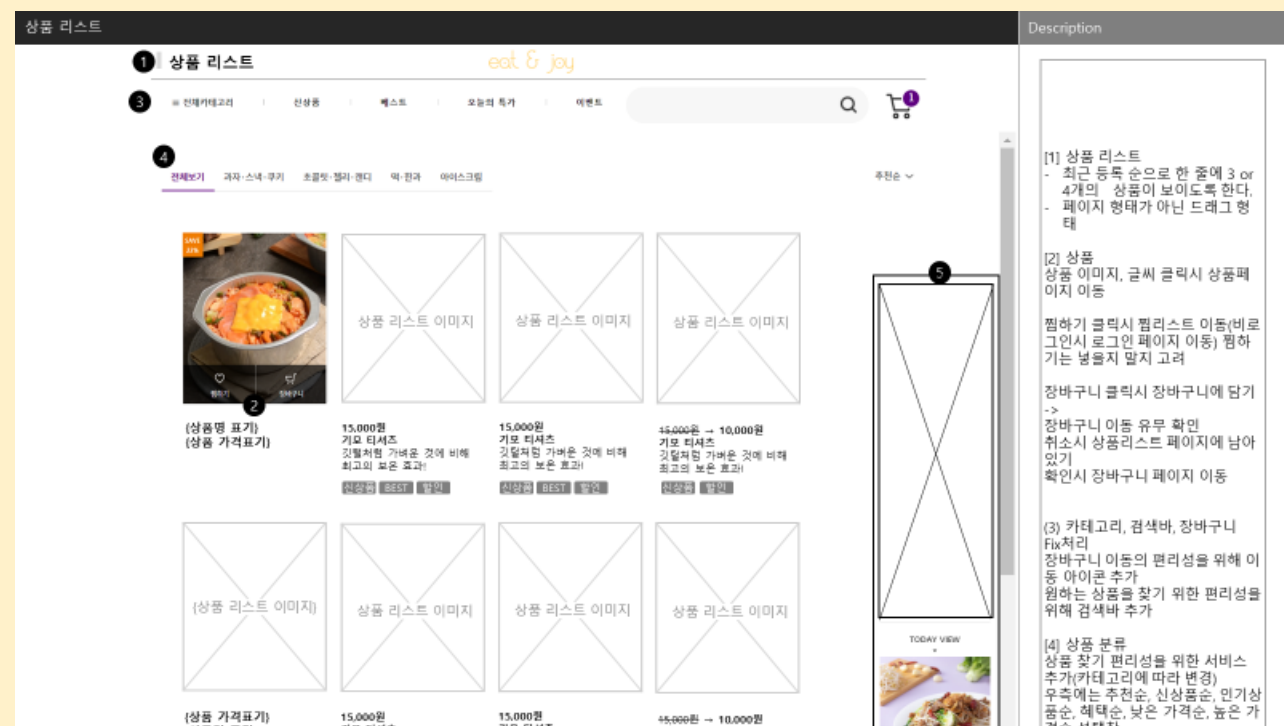 상품 리스트
Description
1 상품 리스트
eat & joy
3
≡ 전체카테고리 신상품 베스트 오늘의 특가 이벤트
1
4
전체보기 과자·스낵·쿠키 초콜릿·젤리·캔디 떡·한과 아이스크림
추천순
SAVE
찜하기 장바구니
2
상품 리스트 이미지
상품 리스트 이미지
상품 리스트 이미지
{상품명 표기}
{상품 가격표기}
15,000원
기모 티셔츠
깃털처럼 가벼운 것에 비해
최고의 보온 효과!
신상품 BEST 할인
15,000원
기모 티셔츠
깃털처럼 가벼운 것에 비해
최고의 보온 효과!
신상품 BEST 할인
15,000원 → 10,000원
기모 티셔츠
깃털처럼 가벼운 것에 비해
최고의 보온 효과!
신상품 할인
{상품 리스트 이미지}
상품 리스트 이미지
상품 리스트 이미지
상품 리스트 이미지
{상품 가격표기}
15,000원
15,000원
15,000원 → 10,000원
5
TODAY VIEW
[1] 상품 리스트
- 최근 등록 순으로 한 줄에 3 or
4개의 상품이 보이도록 한다.
- 페이지 형태가 아닌 드래그 형
태
[2] 상품
상품 이미지, 글씨 클릭시 상품페
이지 이동
찜하기 클릭시 찜리스트 이동(비로
그인시 로그인 페이지 이동) 찜하
기는 넣을지 말지 고려
장바구니 클릭시 장바구니에 담기
->
장바구니 이동 유무 확인
취소시 상품리스트 페이지에 남아
있기
확인시 장바구니 페이지 이동
(3) 카테고리, 검색바, 장바구니
Fix처리
장바구니 이동의 편리성을 위해 이
동 아이콘 추가
원하는 상품을 찾기 위한 편리성을
위해 검색바 추가
[4] 상품 분류
상품 찾기 편리성을 위한 서비스
추가(카테고리에 따라 변경)
우측에는 추천순, 신상품순, 인기상
품순, 혜택순, 낮은 가격순, 높은 가